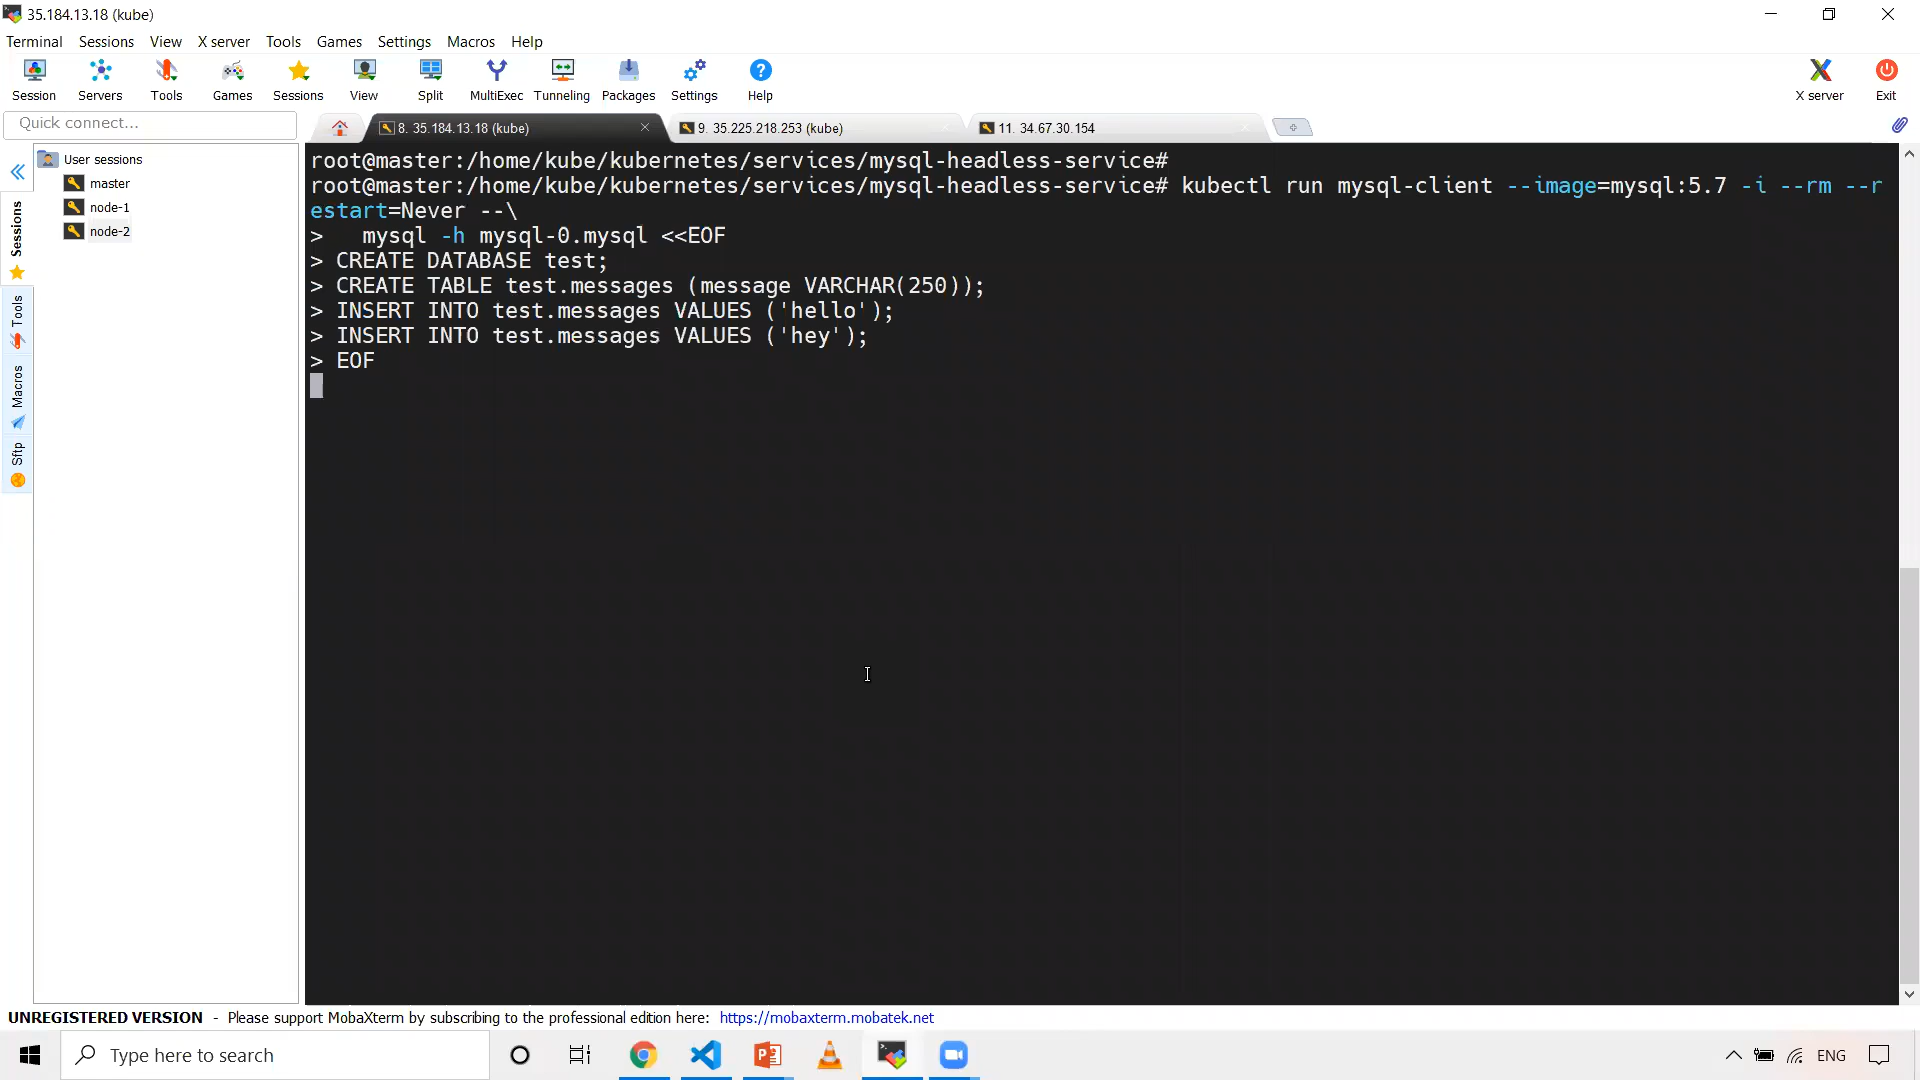 35.184.13.18 (kube)
Terminal Sessions View X server Tools Games Settings Macros Help
Session Servers Tools Games Sessions View Split MultiExec Tunneling Packages Settings Help X server Exit
Quick connect...
8. 35.184.13.18 (kube)
9. 35.225.218.253 (kube)
11. 34.67.30.154
User sessions
master
node-1
node-2
Sessions
Tools
Macros
Sftp
root@master:/home/kube/kubernetes/services/mysql-headless-service#
root@master:/home/kube/kubernetes/services/mysql-headless-service# kubectl run mysql-client --image=mysql:5.7 -i --rm --r
estart=Never --\
>   mysql -h mysql-0.mysql <<EOF
> CREATE DATABASE test;
> CREATE TABLE test.messages (message VARCHAR(250));
> INSERT INTO test.messages VALUES ('hello');
> INSERT INTO test.messages VALUES ('hey');
> EOF
UNREGISTERED VERSION - Please support MobaXterm by subscribing to the professional edition here: https://mobaxterm.mobatek.net
Type here to search
ENG